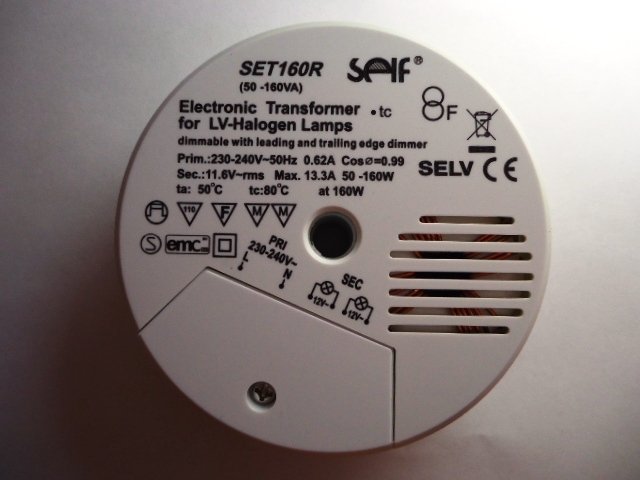 SET160R Self®
(50 -160VA)
Electronic Transformer •tc F
for LV-Halogen Lamps
dimmable with leading and trailing edge dimmer
Prim.:230-240V~50Hz 0.62A Cosø=0.99
SELV CE
Sec.:11.6V~rms Max. 13.3A 50 -160W
ta: 50°C tc:80°C at 160W
110 F M M
S emc
PRI
230-240V~
L N
SEC
12V~ 12V~